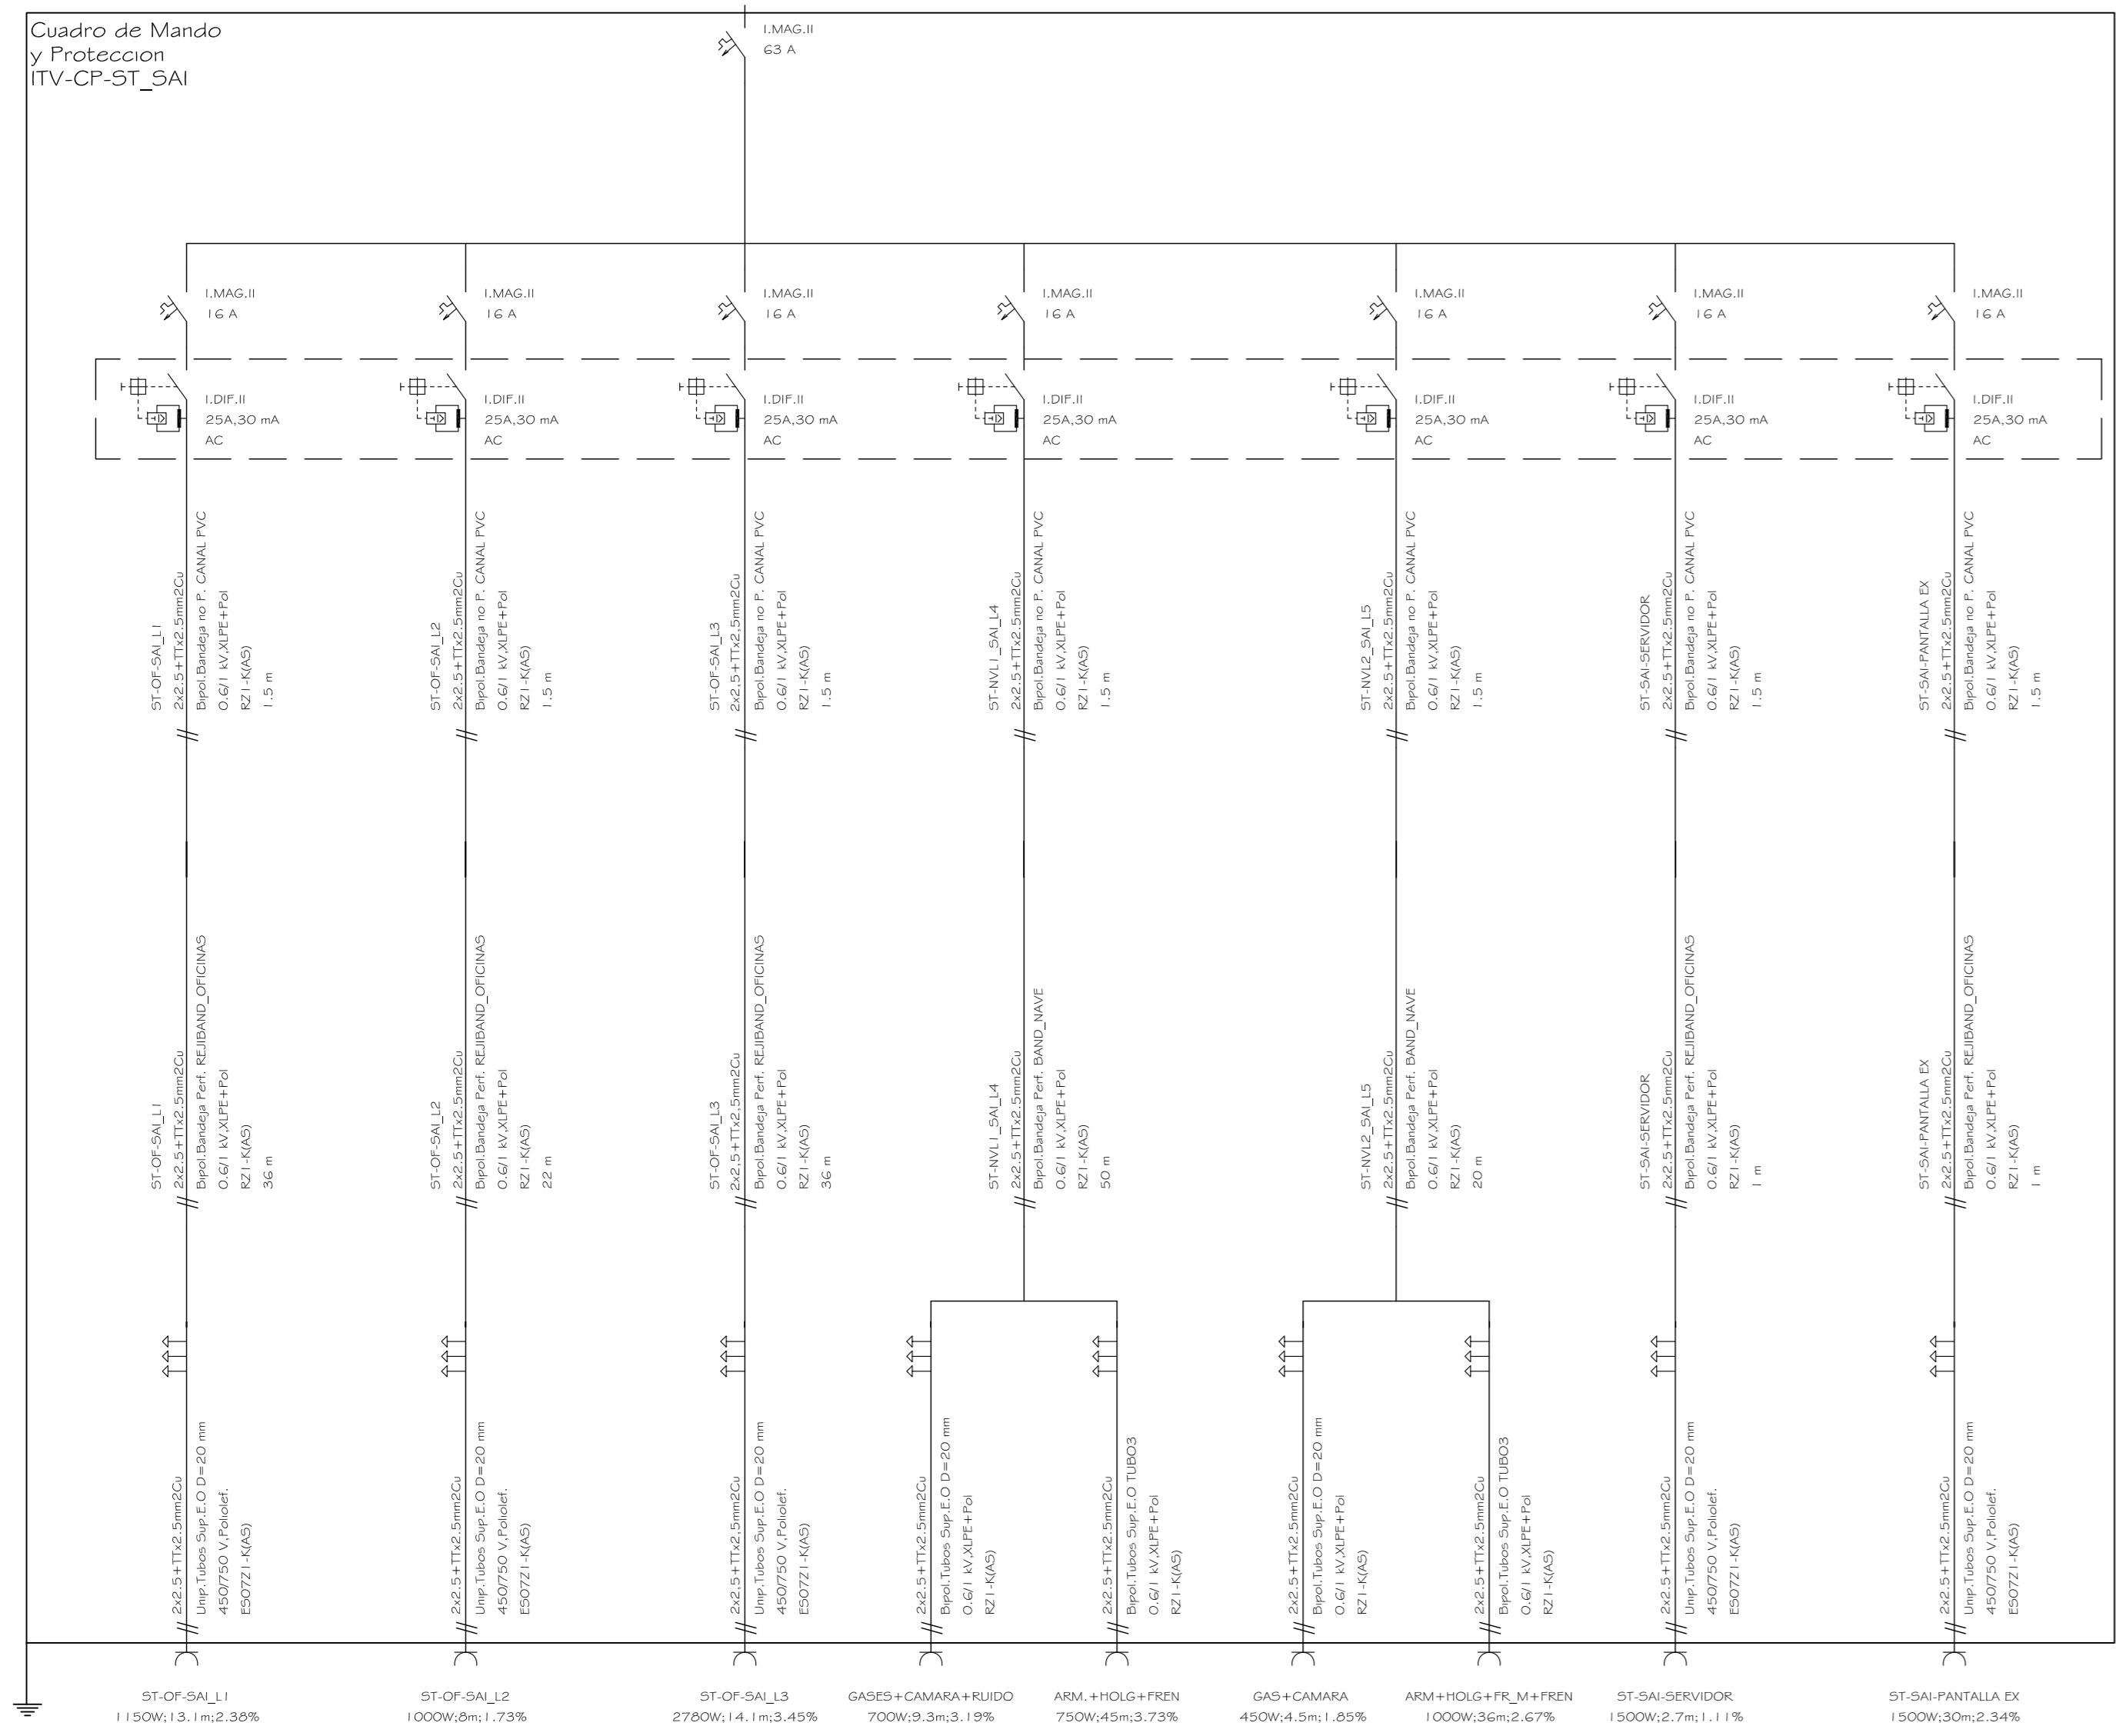 Cuadro de Mando
y Proteccion
ITV-CP-ST_SAI
I.MAG.II
63 A
I.MAG.II
16 A
I.MAG.II
16 A
I.MAG.II
16 A
I.MAG.II
16 A
I.MAG.II
16 A
I.MAG.II
16 A
I.MAG.II
16 A
I.DIF.II
25A,30 mA
AC
I.DIF.II
25A,30 mA
AC
I.DIF.II
25A,30 mA
AC
I.DIF.II
25A,30 mA
AC
I.DIF.II
25A,30 mA
AC
I.DIF.II
25A,30 mA
AC
I.DIF.II
25A,30 mA
AC
ST-OF-SAI_L1
2x2.5+TTx2.5mm2Cu
Bipol.Bandeja no P. CANAL PVC
0.6/1 kV,XLPE+Pol
RZ1-K(AS)
1.5 m
ST-OF-SAI_L2
2x2.5+TTx2.5mm2Cu
Bipol.Bandeja no P. CANAL PVC
0.6/1 kV,XLPE+Pol
RZ1-K(AS)
1.5 m
ST-OF-SAI_L3
2x2.5+TTx2.5mm2Cu
Bipol.Bandeja no P. CANAL PVC
0.6/1 kV,XLPE+Pol
RZ1-K(AS)
1.5 m
ST-NVL1_SAI_L4
2x2.5+TTx2.5mm2Cu
Bipol.Bandeja no P. CANAL PVC
0.6/1 kV,XLPE+Pol
RZ1-K(AS)
1.5 m
ST-NVL2_SAI_L5
2x2.5+TTx2.5mm2Cu
Bipol.Bandeja no P. CANAL PVC
0.6/1 kV,XLPE+Pol
RZ1-K(AS)
1.5 m
ST-SAI-SERVIDOR
2x2.5+TTx2.5mm2Cu
Bipol.Bandeja no P. CANAL PVC
0.6/1 kV,XLPE+Pol
RZ1-K(AS)
1.5 m
ST-SAI-PANTALLA EX
2x2.5+TTx2.5mm2Cu
Bipol.Bandeja no P. CANAL PVC
0.6/1 kV,XLPE+Pol
RZ1-K(AS)
1.5 m
ST-OF-SAI_L1
2x2.5+TTx2.5mm2Cu
Bipol.Bandeja Perf. REJIBAND_OFICINAS
0.6/1 kV,XLPE+Pol
RZ1-K(AS)
36 m
ST-OF-SAI_L2
2x2.5+TTx2.5mm2Cu
Bipol.Bandeja Perf. REJIBAND_OFICINAS
0.6/1 kV,XLPE+Pol
RZ1-K(AS)
22 m
ST-OF-SAI_L3
2x2.5+TTx2.5mm2Cu
Bipol.Bandeja Perf. REJIBAND_OFICINAS
0.6/1 kV,XLPE+Pol
RZ1-K(AS)
36 m
ST-NVL1_SAI_L4
2x2.5+TTx2.5mm2Cu
Bipol.Bandeja Perf. BAND_NAVE
0.6/1 kV,XLPE+Pol
RZ1-K(AS)
50 m
ST-NVL2_SAI_L5
2x2.5+TTx2.5mm2Cu
Bipol.Bandeja Perf. BAND_NAVE
0.6/1 kV,XLPE+Pol
RZ1-K(AS)
20 m
ST-SAI-SERVIDOR
2x2.5+TTx2.5mm2Cu
Bipol.Bandeja Perf. REJIBAND_OFICINAS
0.6/1 kV,XLPE+Pol
RZ1-K(AS)
1 m
ST-SAI-PANTALLA EX
2x2.5+TTx2.5mm2Cu
Bipol.Bandeja Perf. REJIBAND_OFICINAS
0.6/1 kV,XLPE+Pol
RZ1-K(AS)
1 m
2x2.5+TTx2.5mm2Cu
Unip.Tubos Sup.E.O D=20 mm
450/750 V,Poliolef.
ES07Z1-K(AS)
2x2.5+TTx2.5mm2Cu
Unip.Tubos Sup.E.O D=20 mm
450/750 V,Poliolef.
ES07Z1-K(AS)
2x2.5+TTx2.5mm2Cu
Unip.Tubos Sup.E.O D=20 mm
450/750 V,Poliolef.
ES07Z1-K(AS)
2x2.5+TTx2.5mm2Cu
Bipol.Tubos Sup.E.O D=20 mm
0.6/1 kV,XLPE+Pol
RZ1-K(AS)
2x2.5+TTx2.5mm2Cu
Bipol.Tubos Sup.E.O TUBO3
0.6/1 kV,XLPE+Pol
RZ1-K(AS)
2x2.5+TTx2.5mm2Cu
Bipol.Tubos Sup.E.O D=20 mm
0.6/1 kV,XLPE+Pol
RZ1-K(AS)
2x2.5+TTx2.5mm2Cu
Bipol.Tubos Sup.E.O TUBO3
0.6/1 kV,XLPE+Pol
RZ1-K(AS)
2x2.5+TTx2.5mm2Cu
Unip.Tubos Sup.E.O D=20 mm
450/750 V,Poliolef.
ES07Z1-K(AS)
2x2.5+TTx2.5mm2Cu
Unip.Tubos Sup.E.O D=20 mm
450/750 V,Poliolef.
ES07Z1-K(AS)
ST-OF-SAI_L1
1150W;13.1m;2.38%
ST-OF-SAI_L2
1000W;8m;1.73%
ST-OF-SAI_L3
2780W;14.1m;3.45%
GASES+CAMARA+RUIDO
700W;9.3m;3.19%
ARM.+HOLG+FREN
750W;45m;3.73%
GAS+CAMARA
450W;4.5m;1.85%
ARM+HOLG+FR_M+FREN
1000W;36m;2.67%
ST-SAI-SERVIDOR
1500W;2.7m;1.11%
ST-SAI-PANTALLA EX
1500W;30m;2.34%